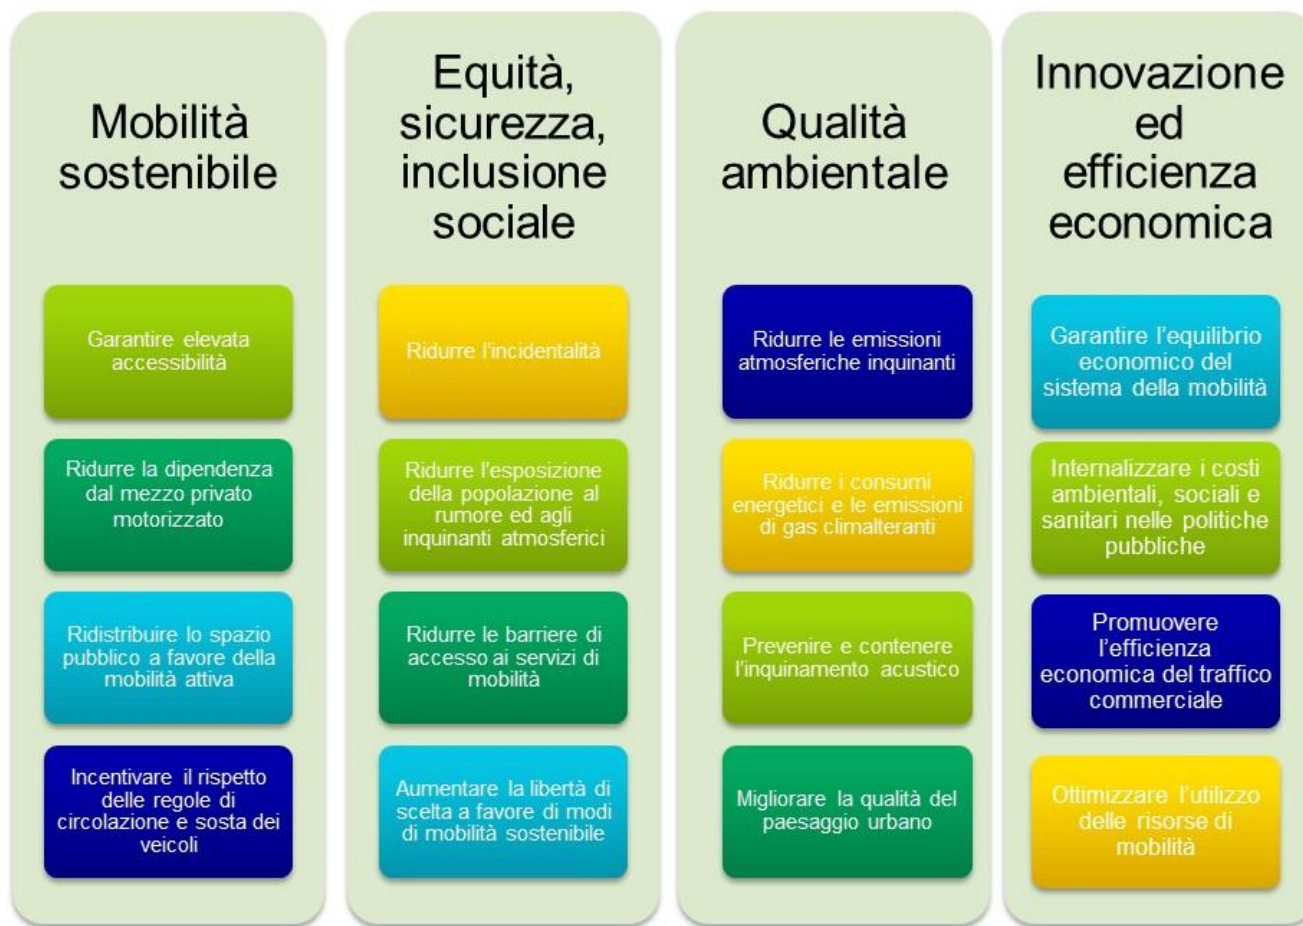 Mobilità
sostenibile
Garantire elevata
accessibilità
Ridurre la dipendenza
dal mezzo privato
motorizzato
Ridistribuire lo spazio
pubblico a favore della
mobilità attiva
Incentivare il rispetto
delle regole di
circolazione e sosta dei
veicoli
Equità,
sicurezza,
inclusione
sociale
Ridurre l'incidentalità
Ridurre l'esposizione
della popolazione al
rumore ed agli
inquinanti atmosferici
Ridurre le barriere di
accesso ai servizi di
mobilità
Aumentare la libertà di
scelta a favore di modi
di mobilità sostenibile
Qualità
ambientale
Ridurre le emissioni
atmosferiche inquinanti
Ridurre i consumi
energetici e le emissioni
di gas climalteranti
Prevenire e contenere
l'inquinamento acustico
Migliorare la qualità del
paesaggio urbano
Innovazione
ed
efficienza
economica
Garantire l'equilibrio
economico del
sistema della mobilità
Internalizzare i costi
ambientali, sociali e
sanitari nelle politiche
pubbliche
Promuovere
l'efficienza
economica del traffico
commerciale
Ottimizzare l'utilizzo
delle risorse di
mobilità